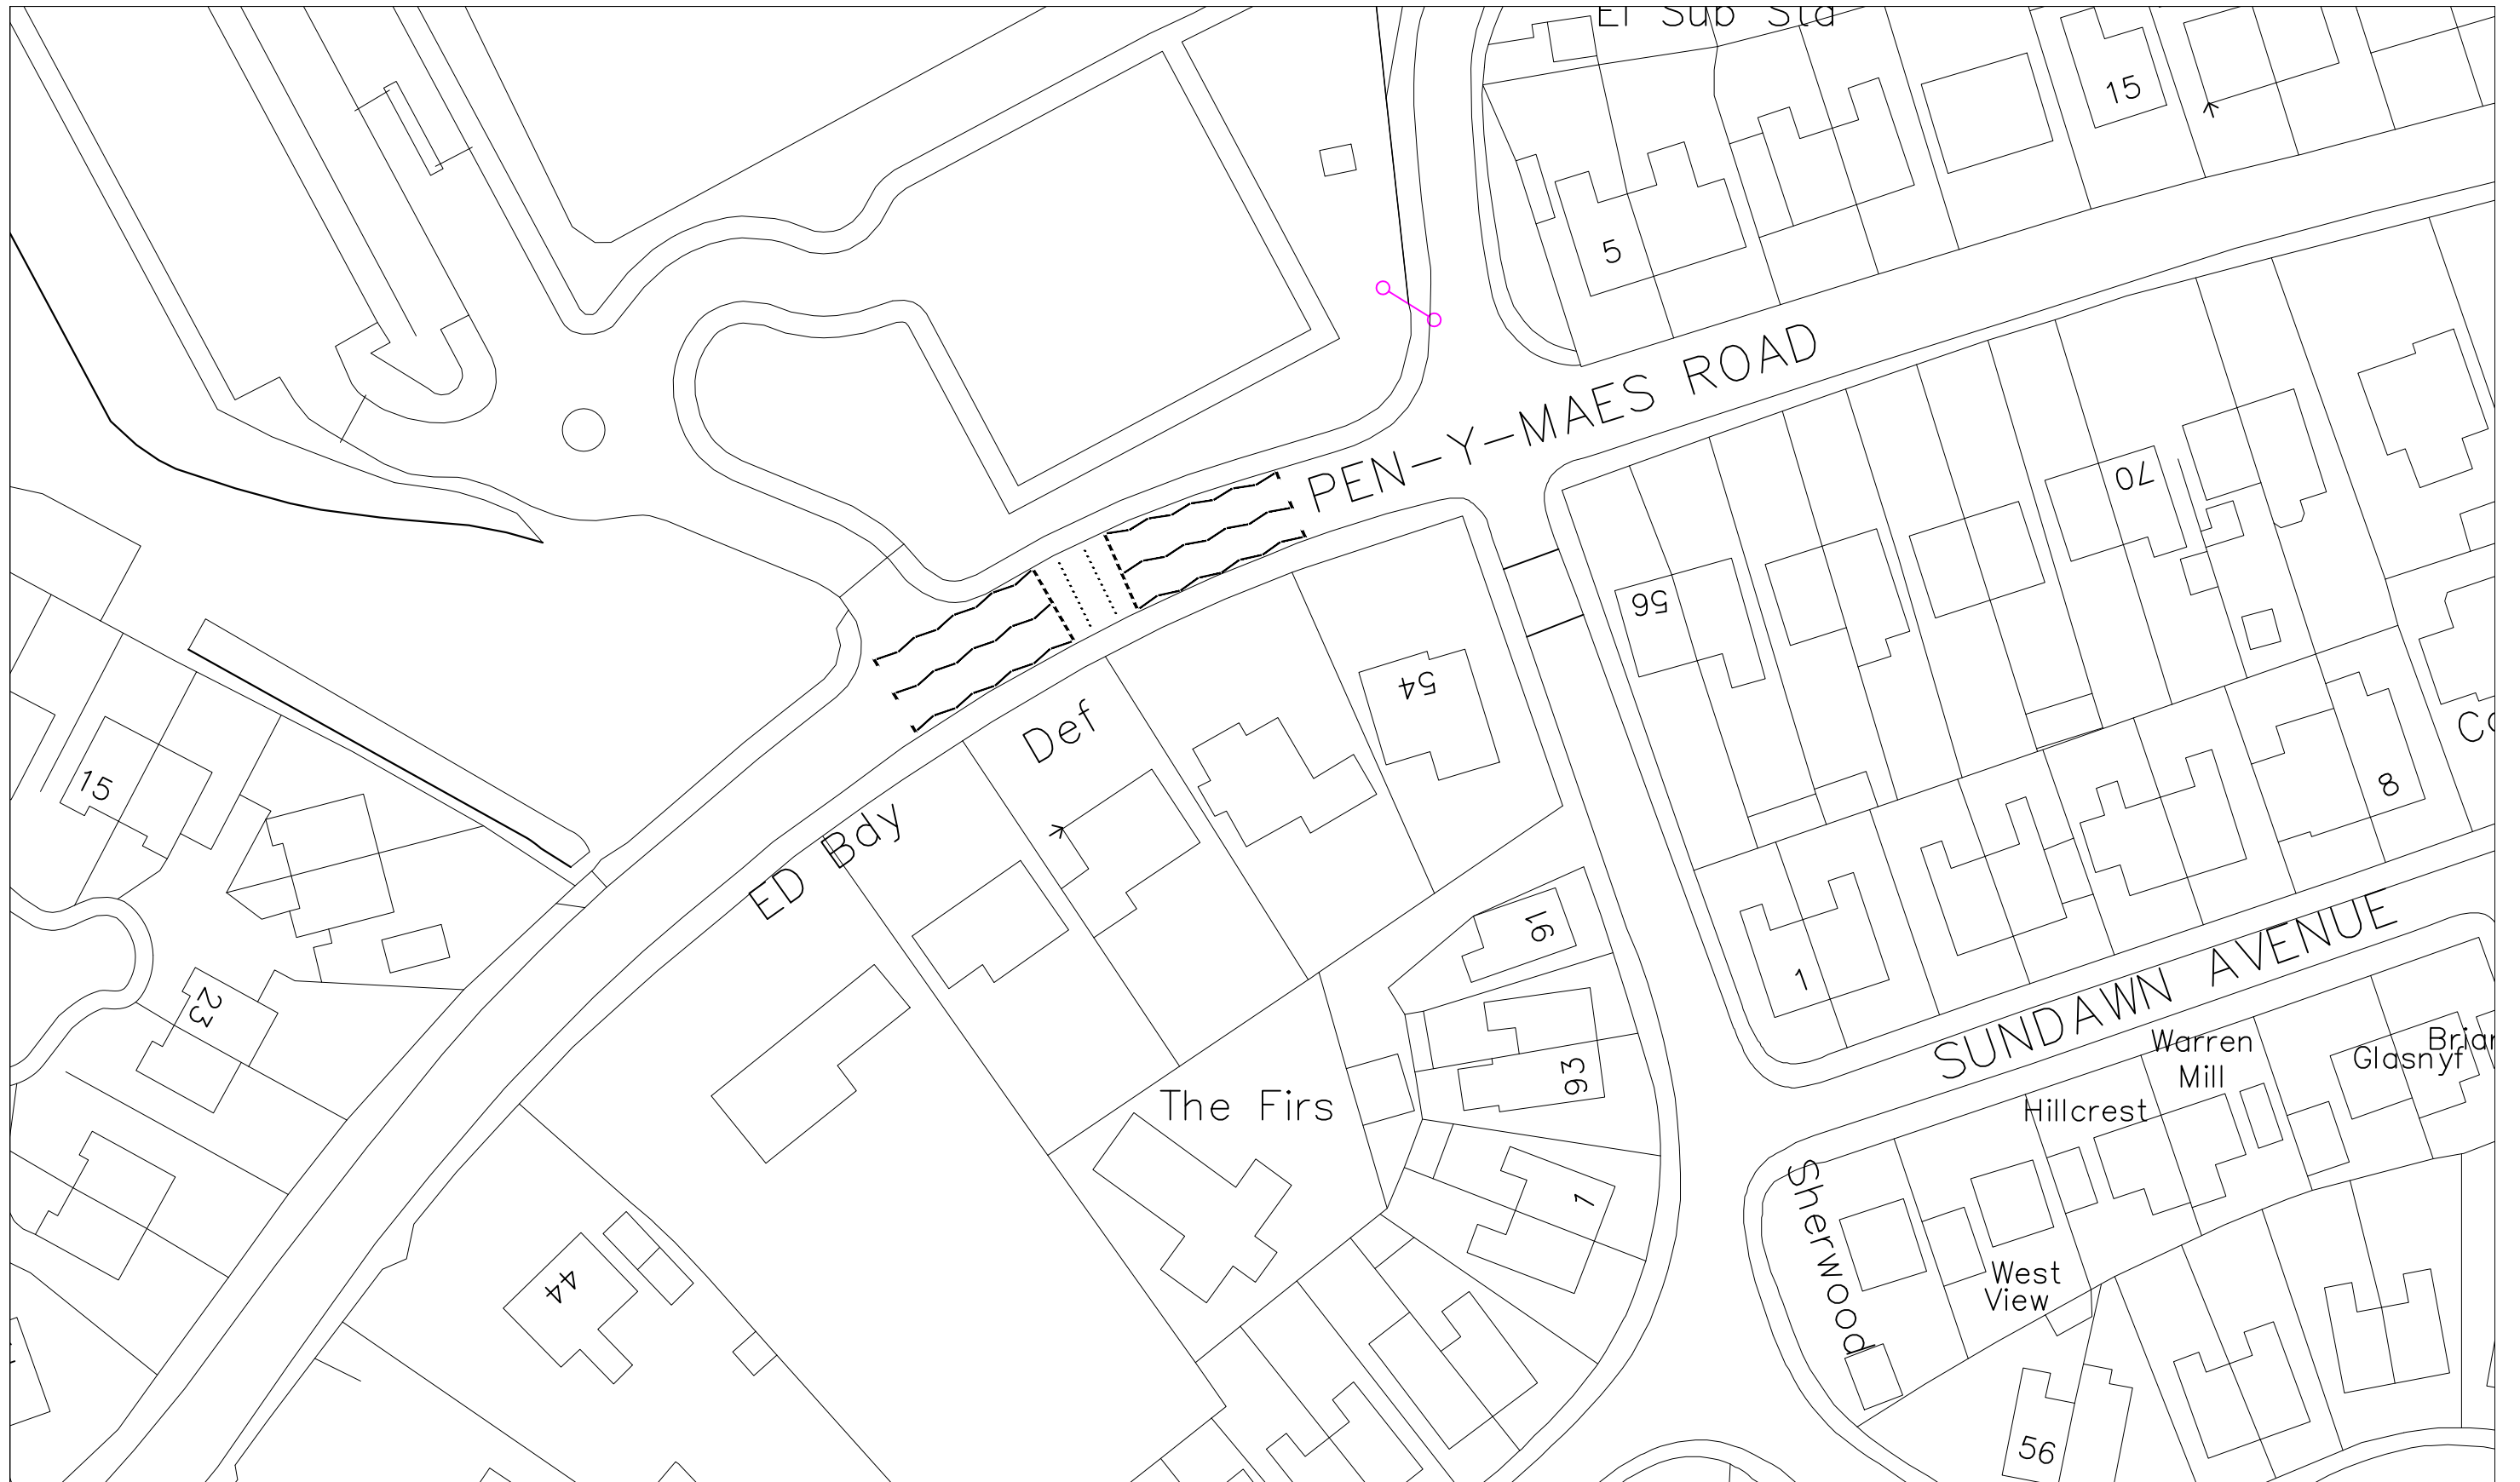 El Sub Sta
15
5
PEN-Y-MAES ROAD
70
56
54
Def
15
8
ED Bdy
16
1
23
SUNDAWN AVENUE
Warren
Mill
Glasnyf
Hillcrest
The Firs
93
1
Sherwood
44
West
View
56